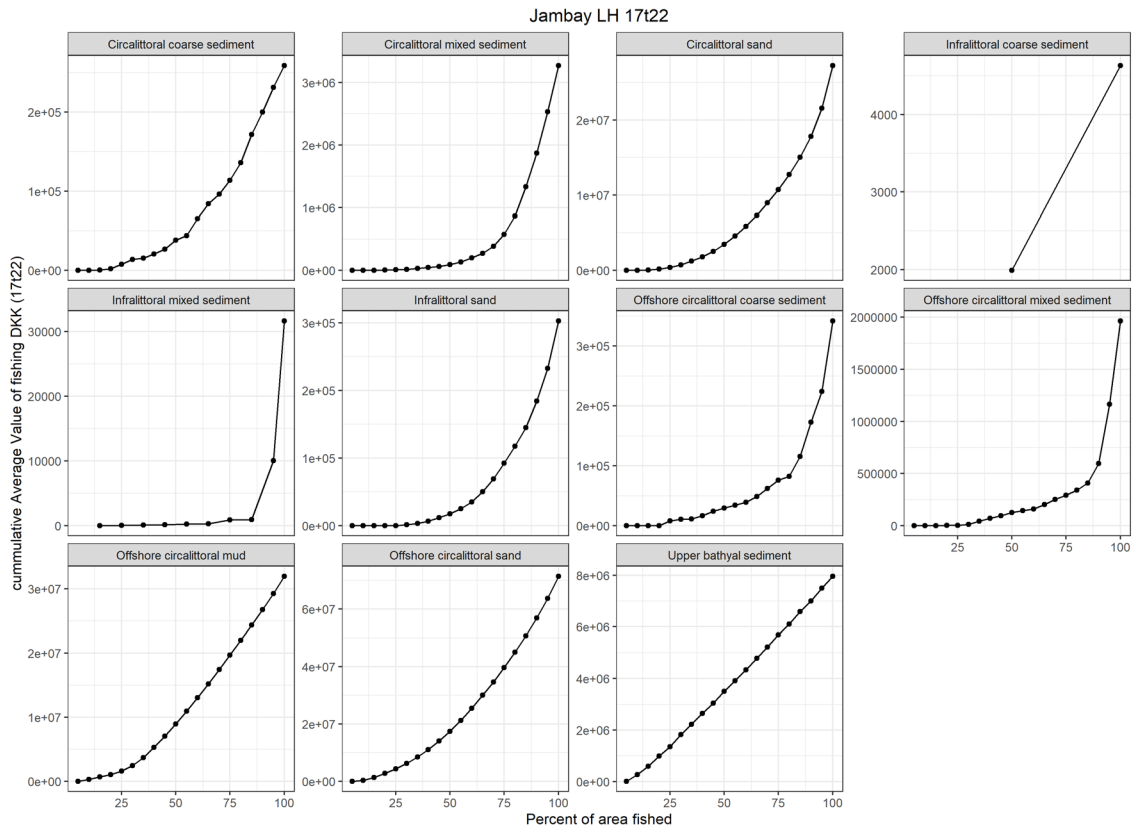 Jambay LH 17t22
Circalittoral coarse sediment
Circalittoral mixed sediment
Circalittoral sand
Infralittoral coarse sediment
2e+05
1e+05
0e+00
3e+06
2e+06
1e+06
0e+00
2e+07
1e+07
0e+00
4000
3000
2000
Infralittoral mixed sediment
Infralittoral sand
Offshore circalittoral coarse sediment
Offshore circalittoral mixed sediment
30000
20000
10000
0
3e+05
2e+05
1e+05
0e+00
3e+05
2e+05
1e+05
0e+00
2000000
1500000
1000000
500000
0
25 50 75 100
Offshore circalittoral mud
Offshore circalittoral sand
Upper bathyal sediment
3e+07
2e+07
1e+07
0e+00
6e+07
4e+07
2e+07
0e+00
8e+06
6e+06
4e+06
2e+06
0e+00
25 50 75 100
25 50 75 100
25 50 75 100
Percent of area fished
cummulative Average Value of fishing DKK (17t22)